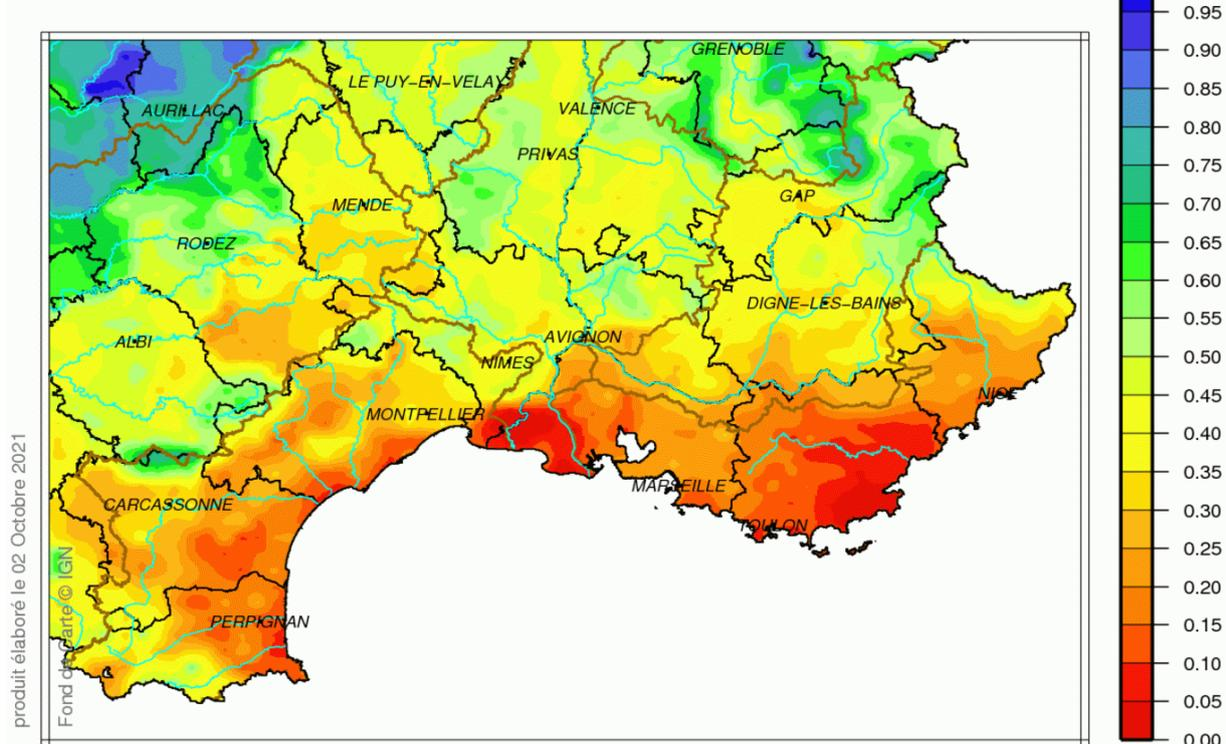 GRENOBLE
LE PUY-EN-VELAY
AURILLAC
VALENCE
PRIVAS
GAP
MENDE
RODEZ
DIGNE-LES-BAINS
ALBI
AVIGNON
NIMES
NICE
MONTPELLIER
MARSEILLE
CARCASSONNE
TOULON
PERPIGNAN
produit élaboré le 02 Octobre 2021
Fond de Carte © IGN
0.95
0.90
0.85
0.80
0.75
0.70
0.65
0.60
0.55
0.50
0.45
0.40
0.35
0.30
0.25
0.20
0.15
0.10
0.05
0.00